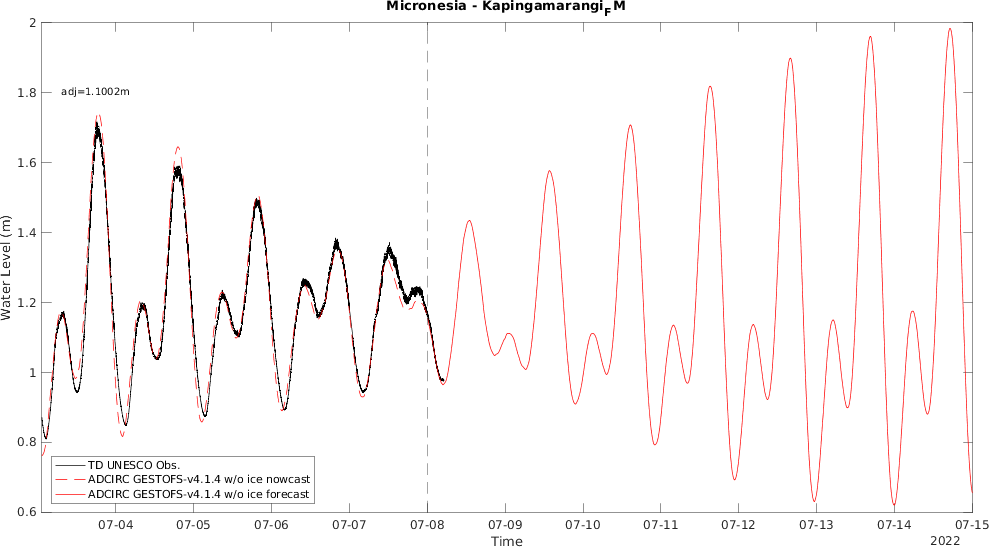 Micronesia - Kapingamarangi_FM
2
1.8
1.6
1.4
1.2
1
0.8
0.6
Water Level (m)
adj=1.1002m
TD UNESCO Obs.
ADCIRC GESTOFS-v4.1.4 w/o ice nowcast
ADCIRC GESTOFS-v4.1.4 w/o ice forecast
07-04 07-05 07-06 07-07 07-08 07-09 07-10 07-11 07-12 07-13 07-14 07-15
Time
2022